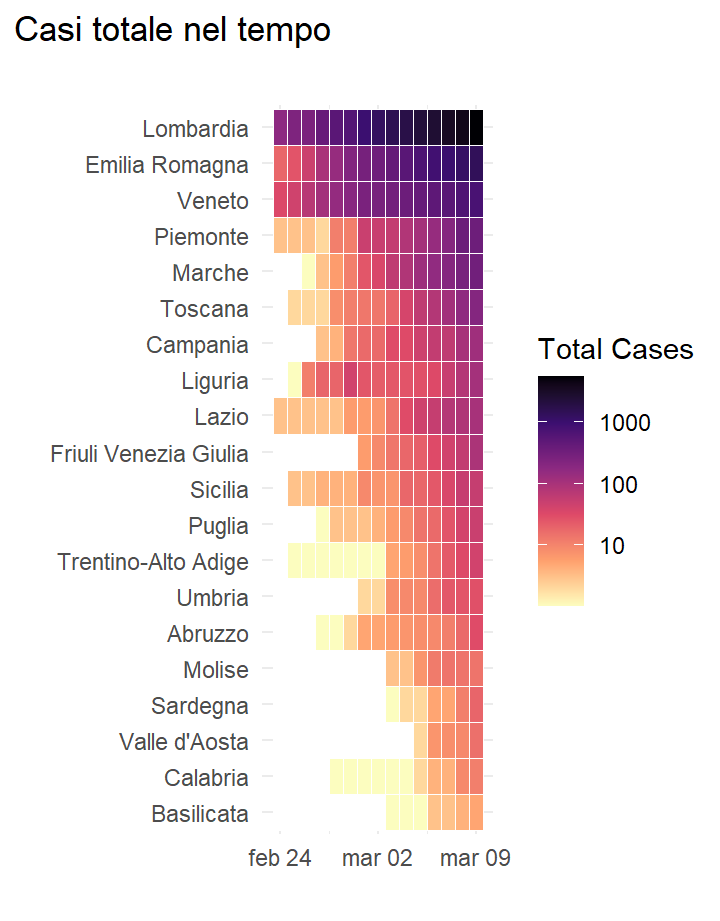 Casi totale nel tempo
Lombardia
Emilia Romagna
Veneto
Piemonte
Marche
Toscana
Campania
Liguria
Lazio
Friuli Venezia Giulia
Sicilia
Puglia
Trentino-Alto Adige
Umbria
Abruzzo
Molise
Sardegna
Valle d'Aosta
Calabria
Basilicata
feb 24 mar 02 mar 09
Total Cases
1000
100
10